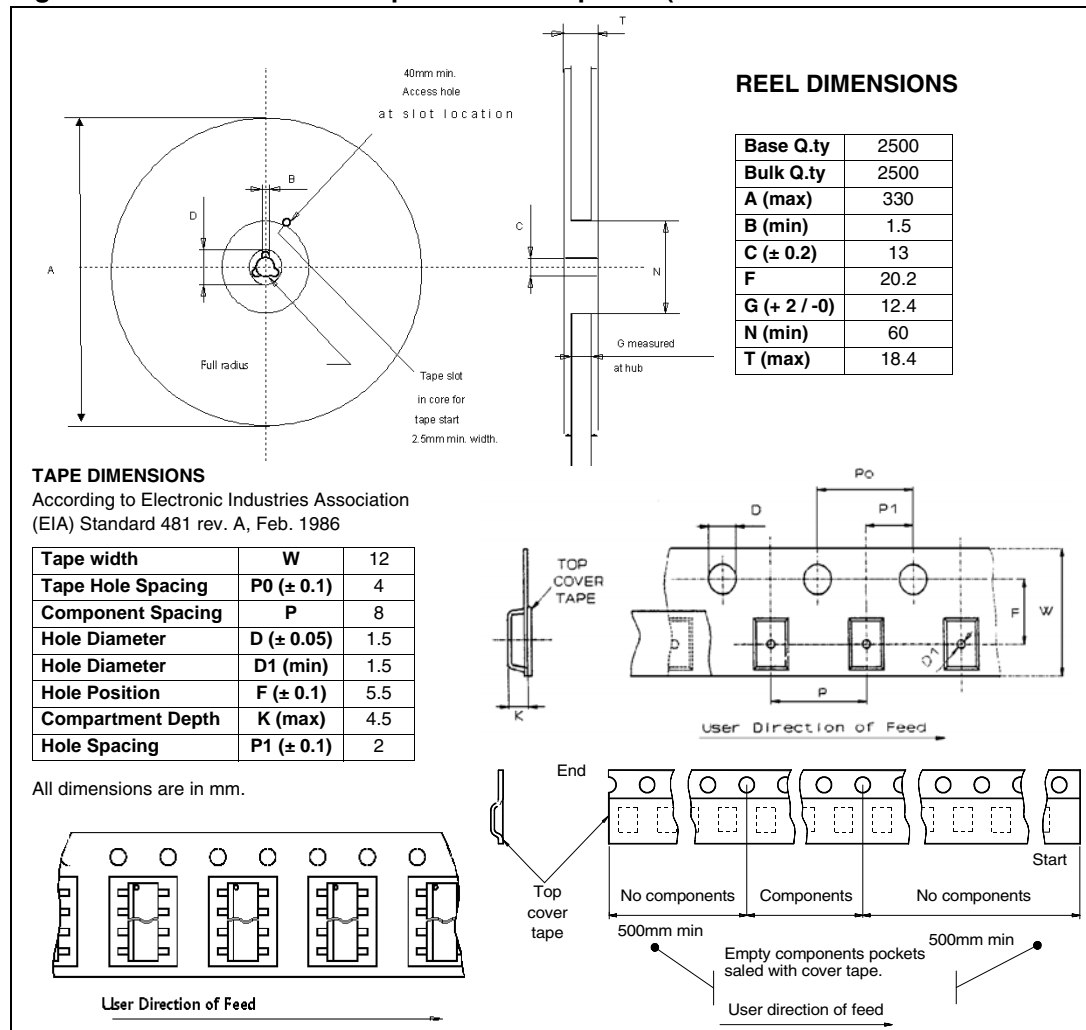 T
40mm min.
Access hole
at slot location
B
D
C
A
N
Full radius
G measured
at hub
Tape slot
in core for
tape start
2.5mm min. width.
REEL DIMENSIONS
Base Q.ty 2500
Bulk Q.ty 2500
A (max) 330
B (min) 1.5
C (± 0.2) 13
F 20.2
G (+ 2 / -0) 12.4
N (min) 60
T (max) 18.4
TAPE DIMENSIONS
According to Electronic Industries Association
(EIA) Standard 481 rev. A, Feb. 1986
Tape width W 12
Tape Hole Spacing P0 (± 0.1) 4
Component Spacing P 8
Hole Diameter D (± 0.05) 1.5
Hole Diameter D1 (min) 1.5
Hole Position F (± 0.1) 5.5
Compartment Depth K (max) 4.5
Hole Spacing P1 (± 0.1) 2
All dimensions are in mm.
Po
D
P1
TOP
COVER
TAPE
F
W
D1
P
K
User Direction of Feed
End
Start
Top
cover
tape
No components
Components
No components
500mm min
500mm min
Empty components pockets
saled with cover tape.
User direction of feed
User Direction of Feed